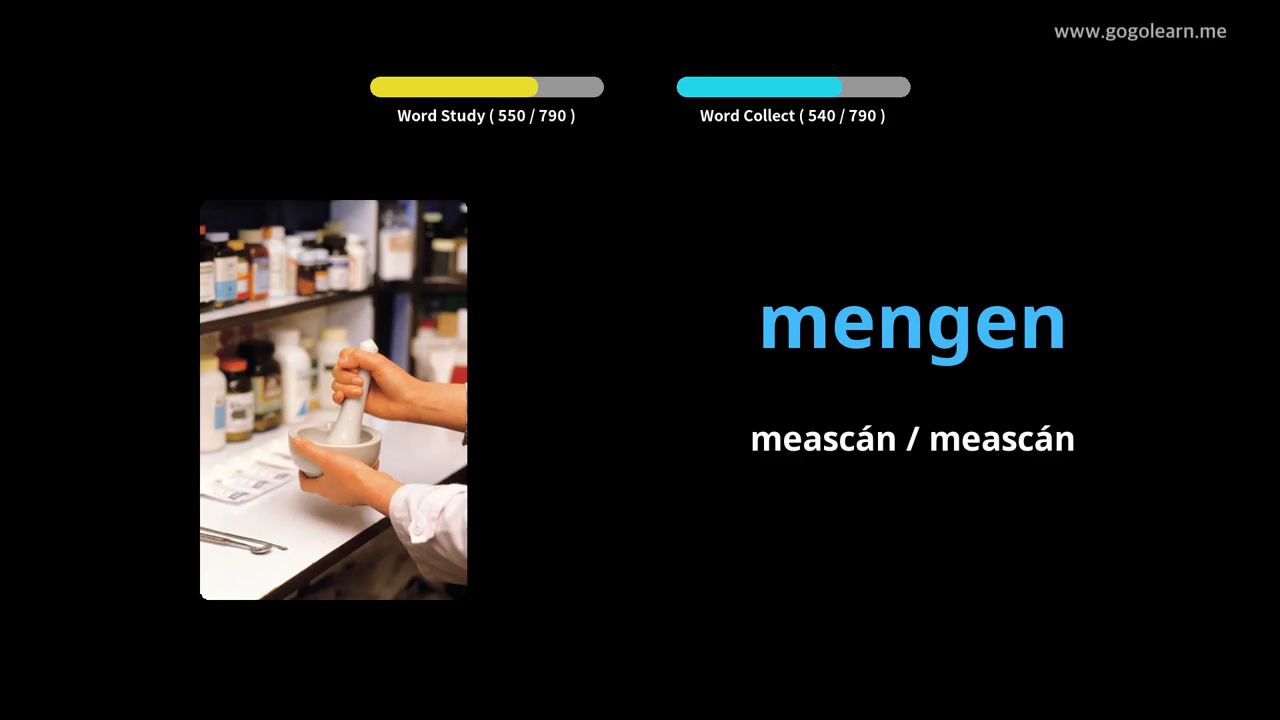 www.gogolearn.me
Word Study ( 550 / 790 )
Word Collect ( 540 / 790 )
mengen
meascán / meascán